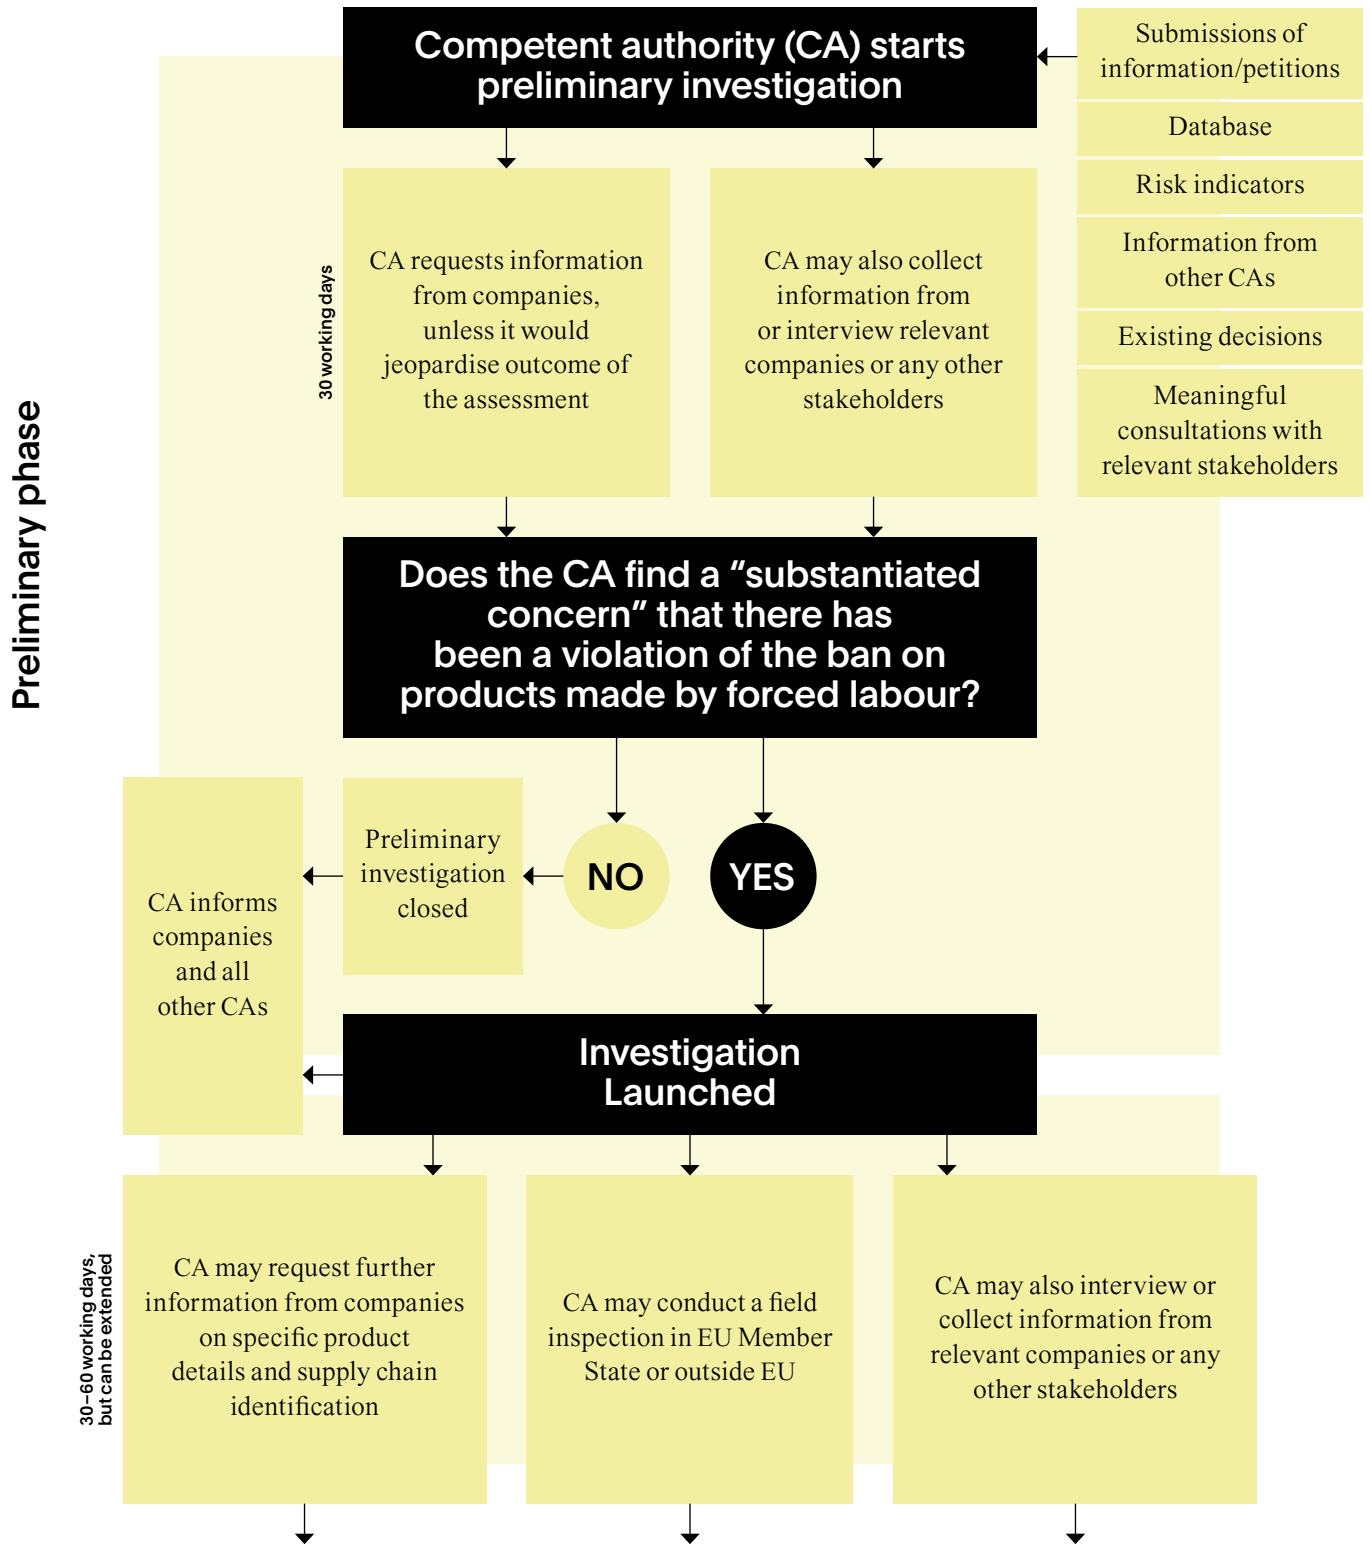 Competent authority (CA) starts
preliminary investigation
Submissions of
information/petitions
Database
Risk indicators
Information from
other CAs
Existing decisions
Meaningful
consultations with
relevant stakeholders
Preliminary phase
30 working days
CA requests information
from companies,
unless it would
jeopardise outcome of
the assessment
CA may also collect
information from
or interview relevant
companies or any other
stakeholders
Does the CA find a “substantiated
concern” that there has
been a violation of the ban on
products made by forced labour?
NO
YES
Preliminary
investigation
closed
CA informs
companies
and all
other CAs
Investigation
Launched
30–60 working days,
but can be extended
CA may request further
information from companies
on specific product
details and supply chain
identification
CA may conduct a field
inspection in EU Member
State or outside EU
CA may also interview or
collect information from
relevant companies or any
other stakeholders